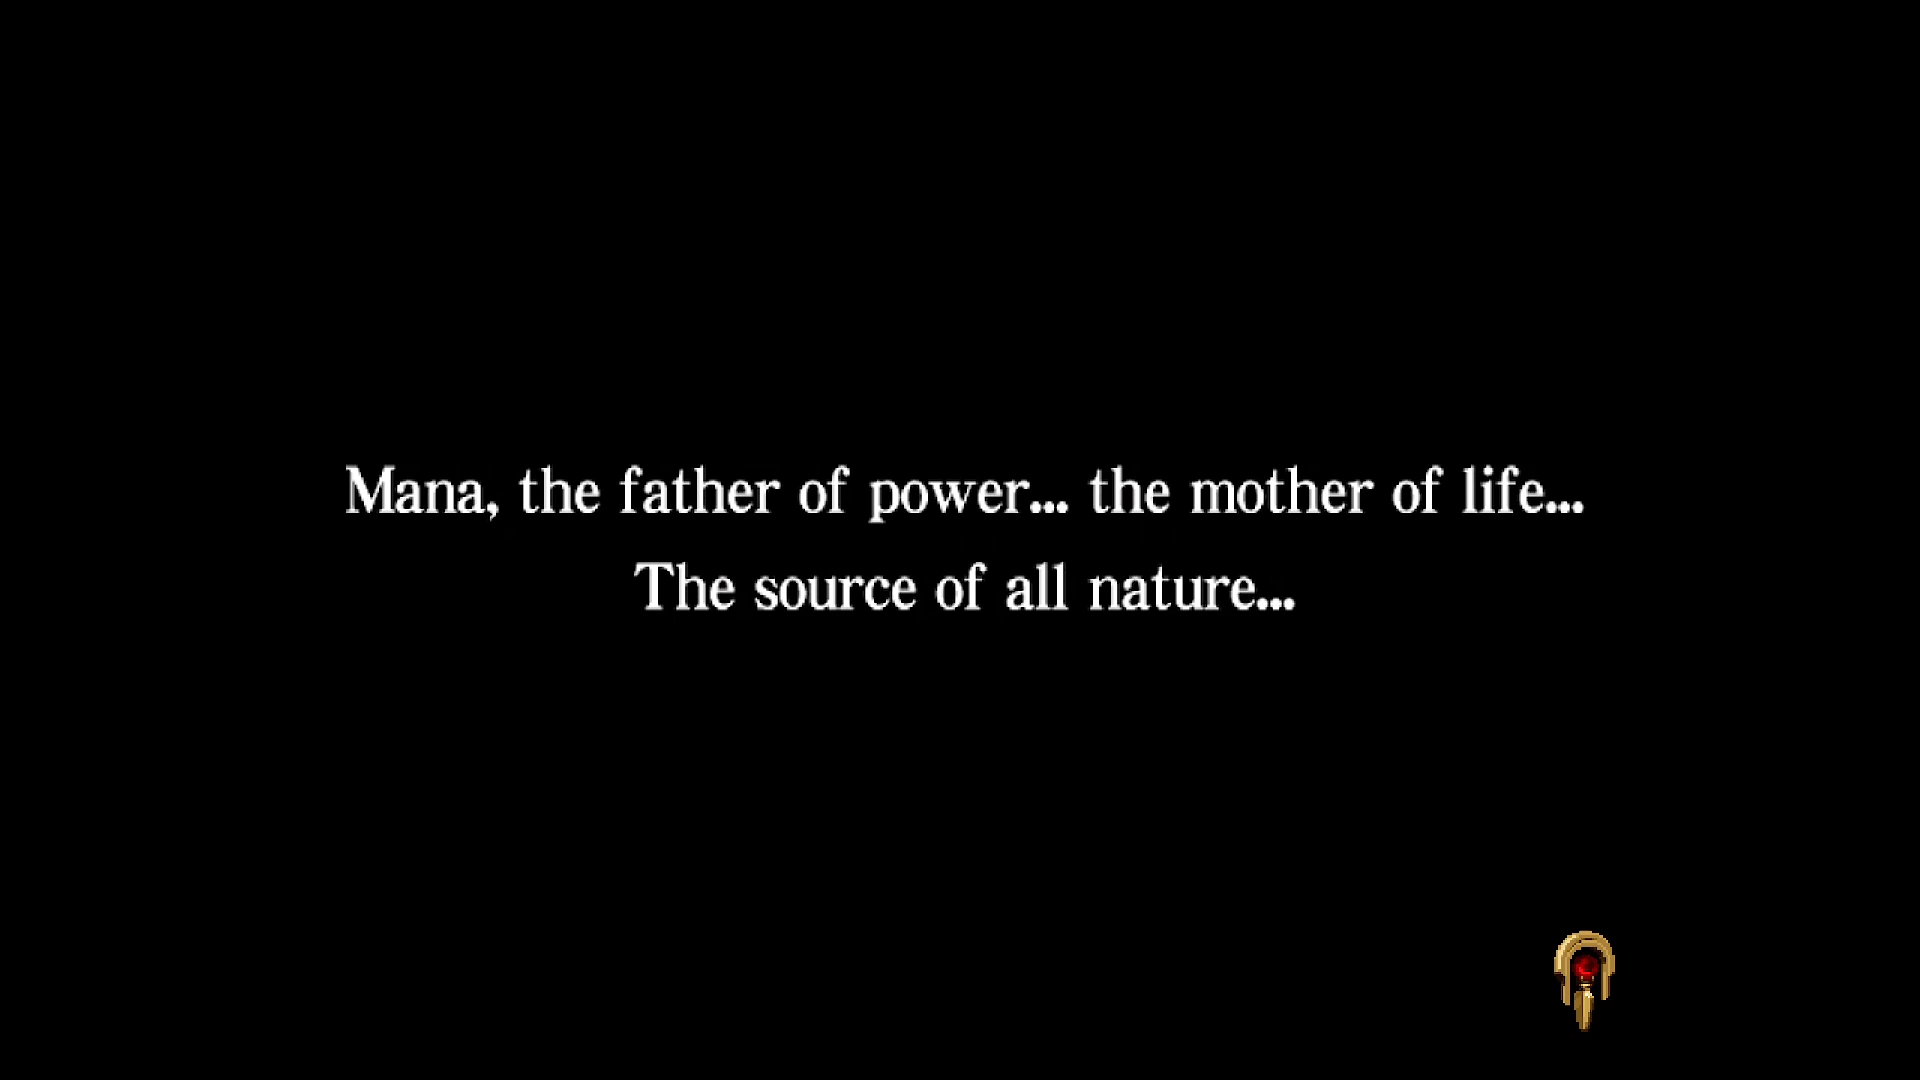 Mana, the father of power... the mother of life...
The source of all nature...